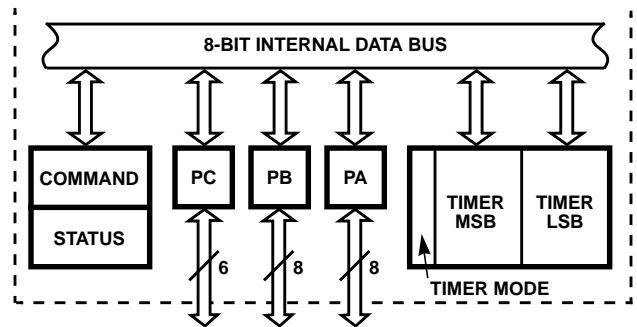 8-BIT INTERNAL DATA BUS
COMMAND
STATUS
PC
PB
PA
TIMER
MSB
TIMER
LSB
6
8
8
TIMER MODE